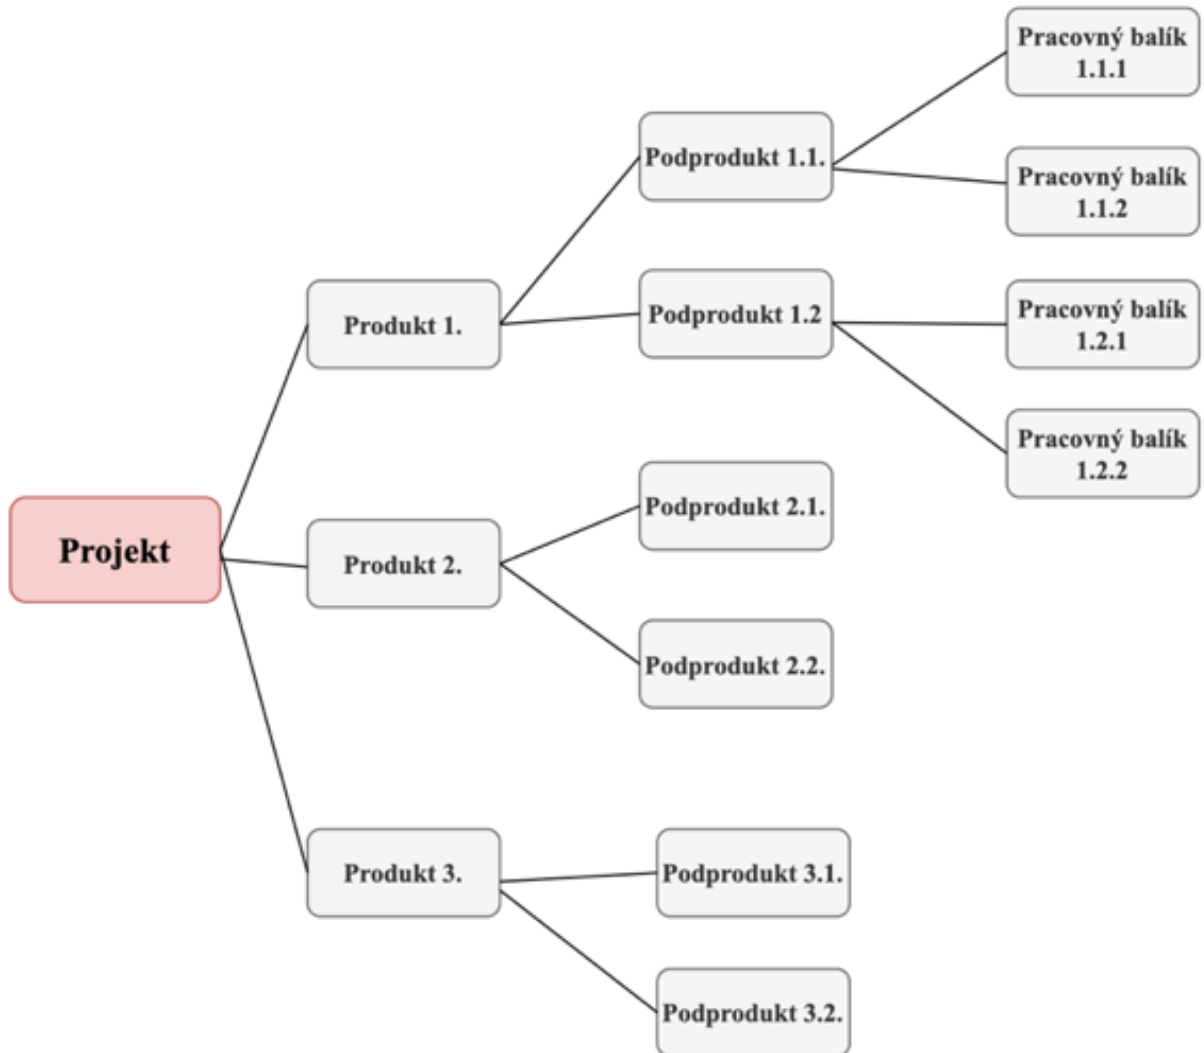 Projekt
Produkt 1.
Podprodukt 1.1.
Pracovný balík
1.1.1
Pracovný balík
1.1.2
Podprodukt 1.2
Pracovný balík
1.2.1
Pracovný balík
1.2.2
Produkt 2.
Podprodukt 2.1.
Podprodukt 2.2.
Produkt 3.
Podprodukt 3.1.
Podprodukt 3.2.